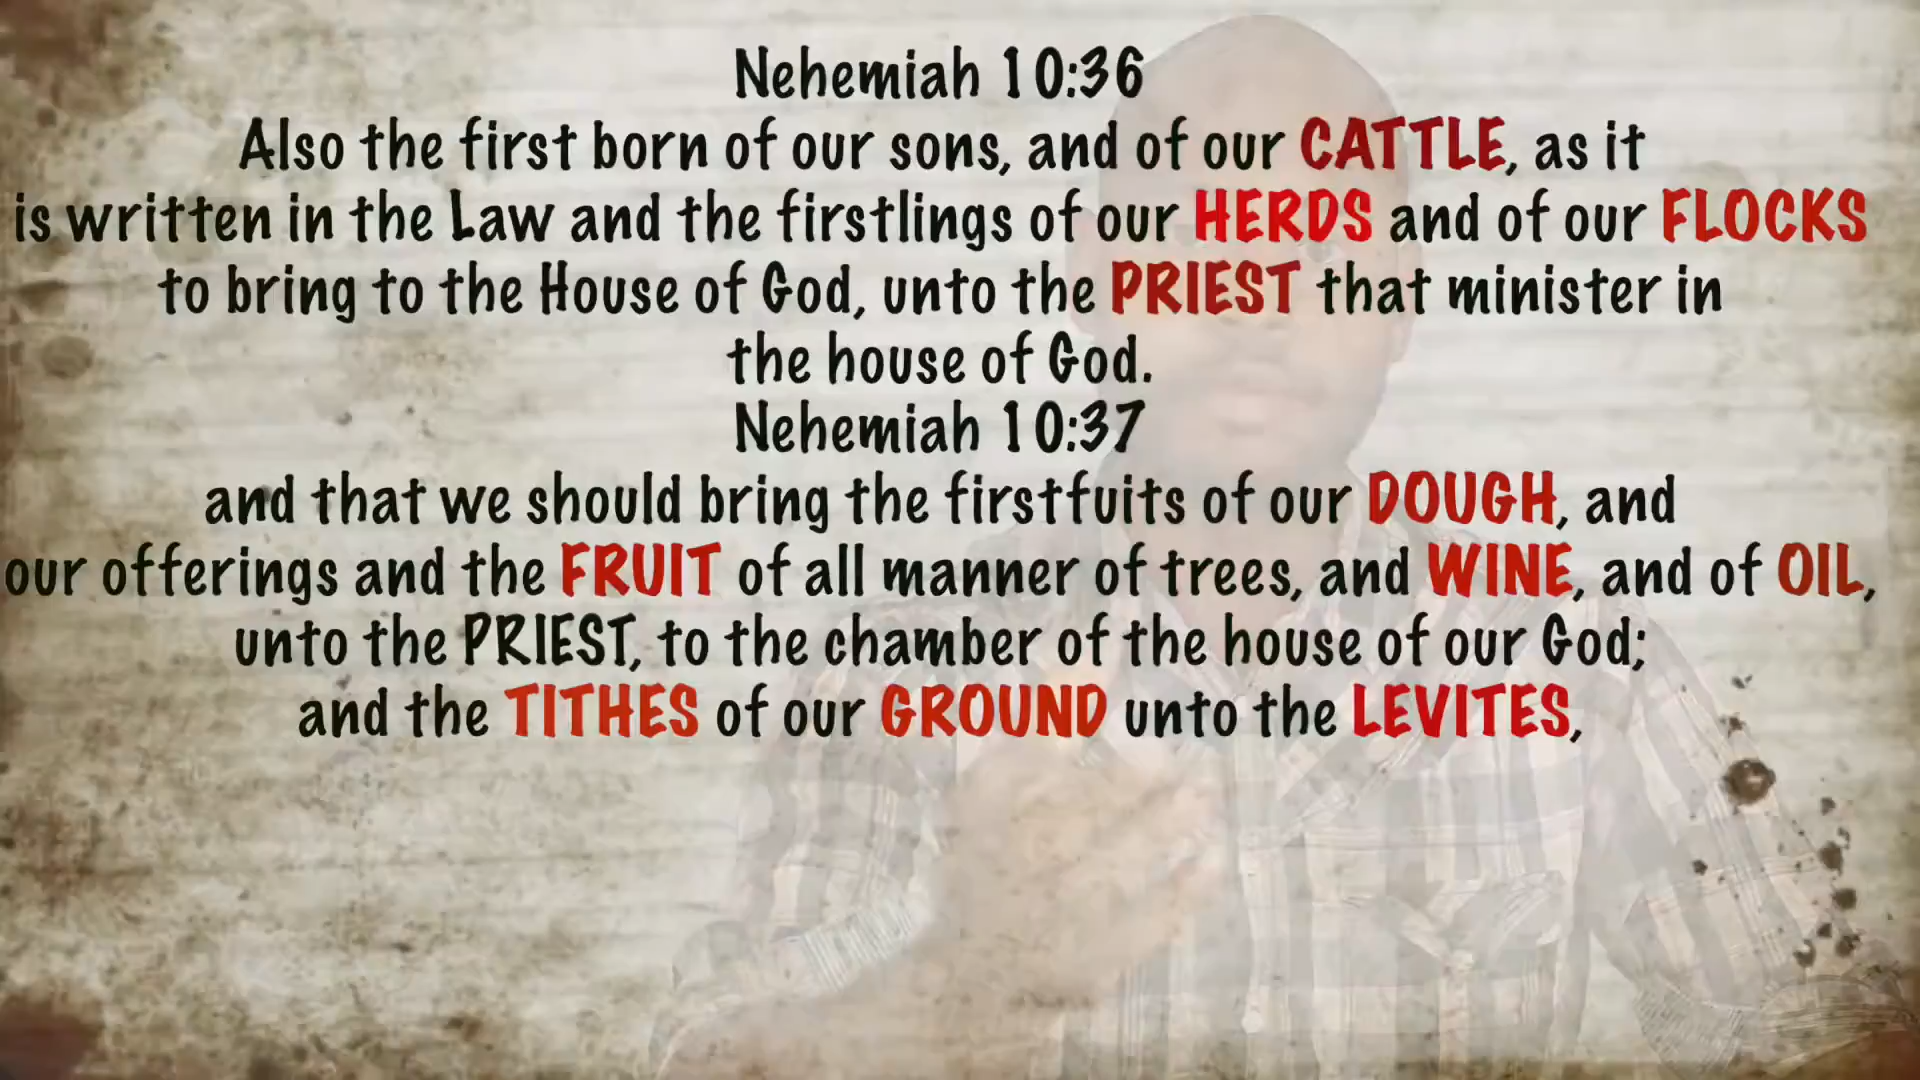 Nehemiah 10:36
Also the first born of our sons, and of our CATTLE, as it
is written in the Law and the firstlings of our HERDS and of our FLOCKS
to bring to the House of God, unto the PRIEST that minister in
the house of God.
Nehemiah 10:37
and that we should bring the firstfuits of our DOUGH, and
our offerings and the FRUIT of all manner of trees, and WINE, and of OIL,
unto the PRIEST, to the chamber of the house of our God;
and the TITHES of our GROUND unto the LEVITES,